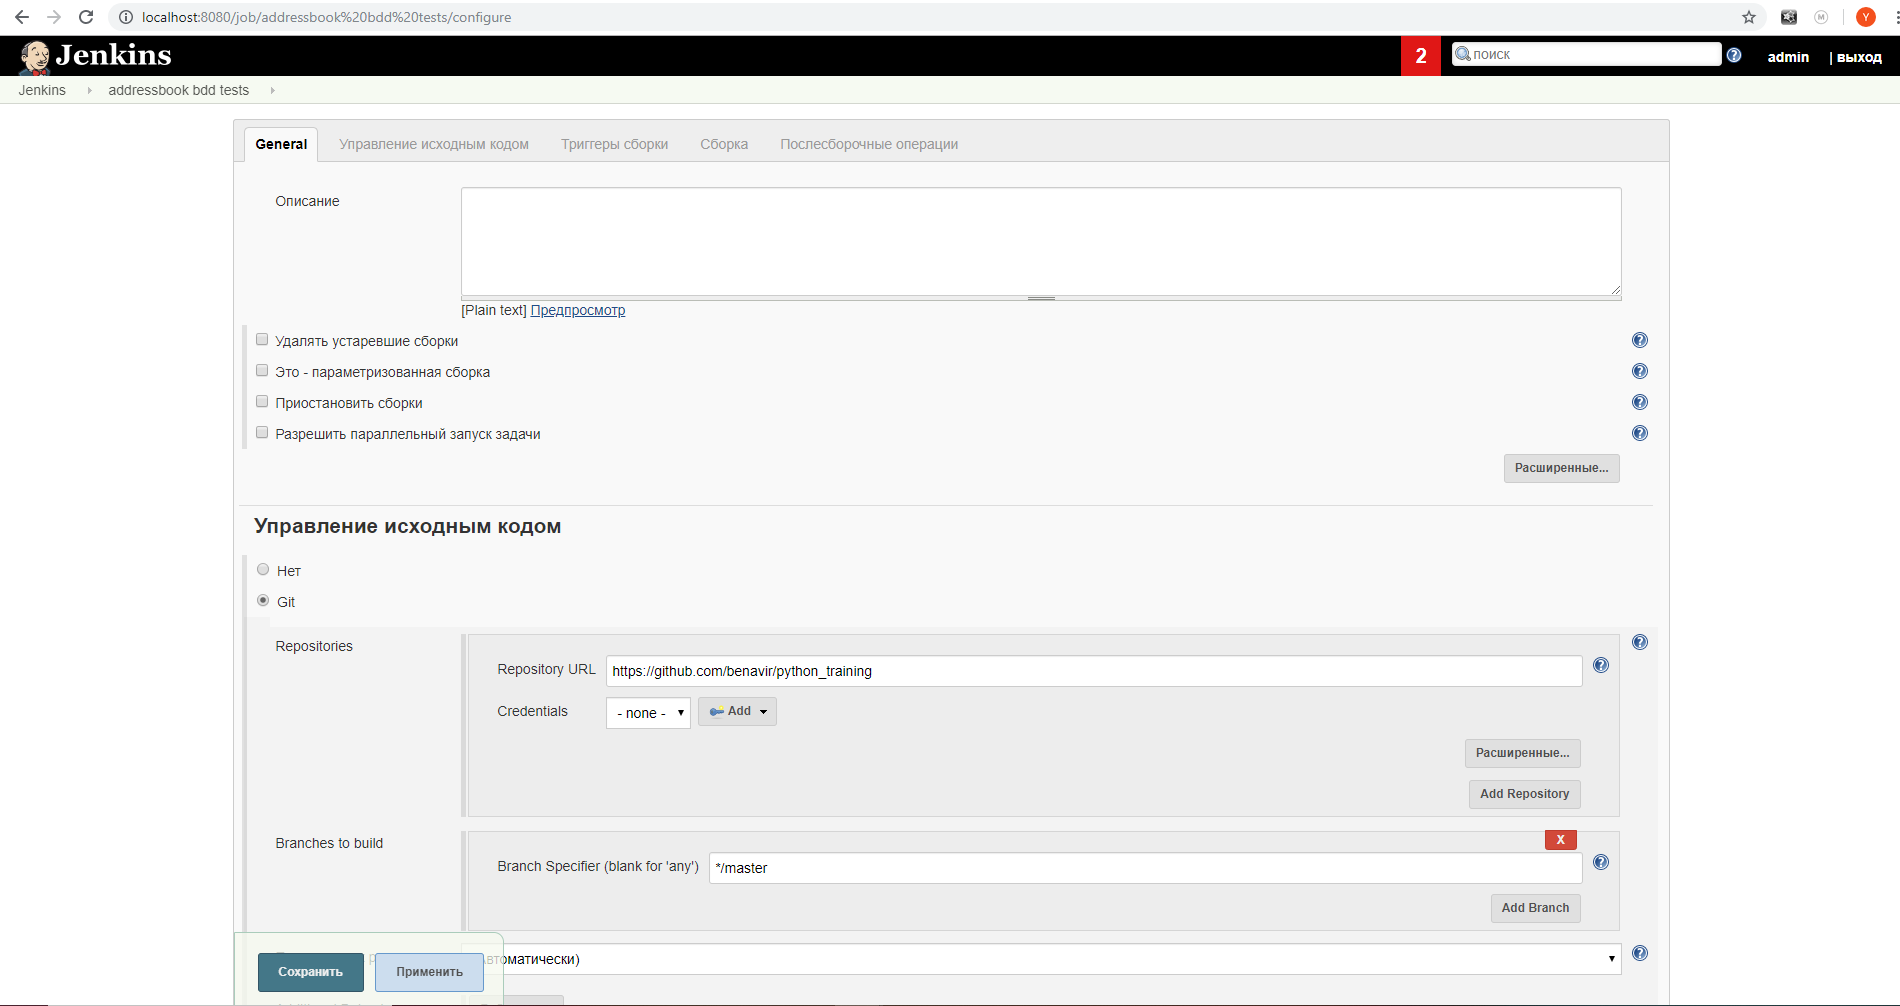 localhost:8080/job/addressbook%20bdd%20tests/configure
M
Y
Jenkins
2
поиск
admin
| выход
Jenkins
addressbook bdd tests
General
Управление исходным кодом
Триггеры сборки
Сборка
Послесборочные операции
Описание
[Plain text] Предпросмотр
Удалять устаревшие сборки
Это - параметризованная сборка
Приостановить сборки
Разрешить параллельный запуск задачи
Расширенные...
Управление исходным кодом
Нет
Git
Repositories
Repository URL
https://github.com/benavir/python_training
Credentials
- none -
Add
Расширенные...
Add Repository
Branches to build
X
Branch Specifier (blank for 'any')
*/master
Add Branch
Автоматически)
Сохранить
Применить